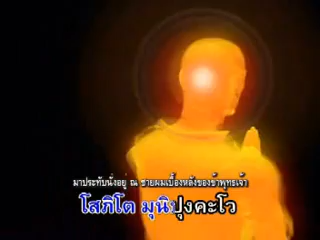 มาประทับนั่งอยู่ ณ ชายผมเบื้องหลังของข้าพุทธเจ้า
โสภิโต มุนิปุงคะโว